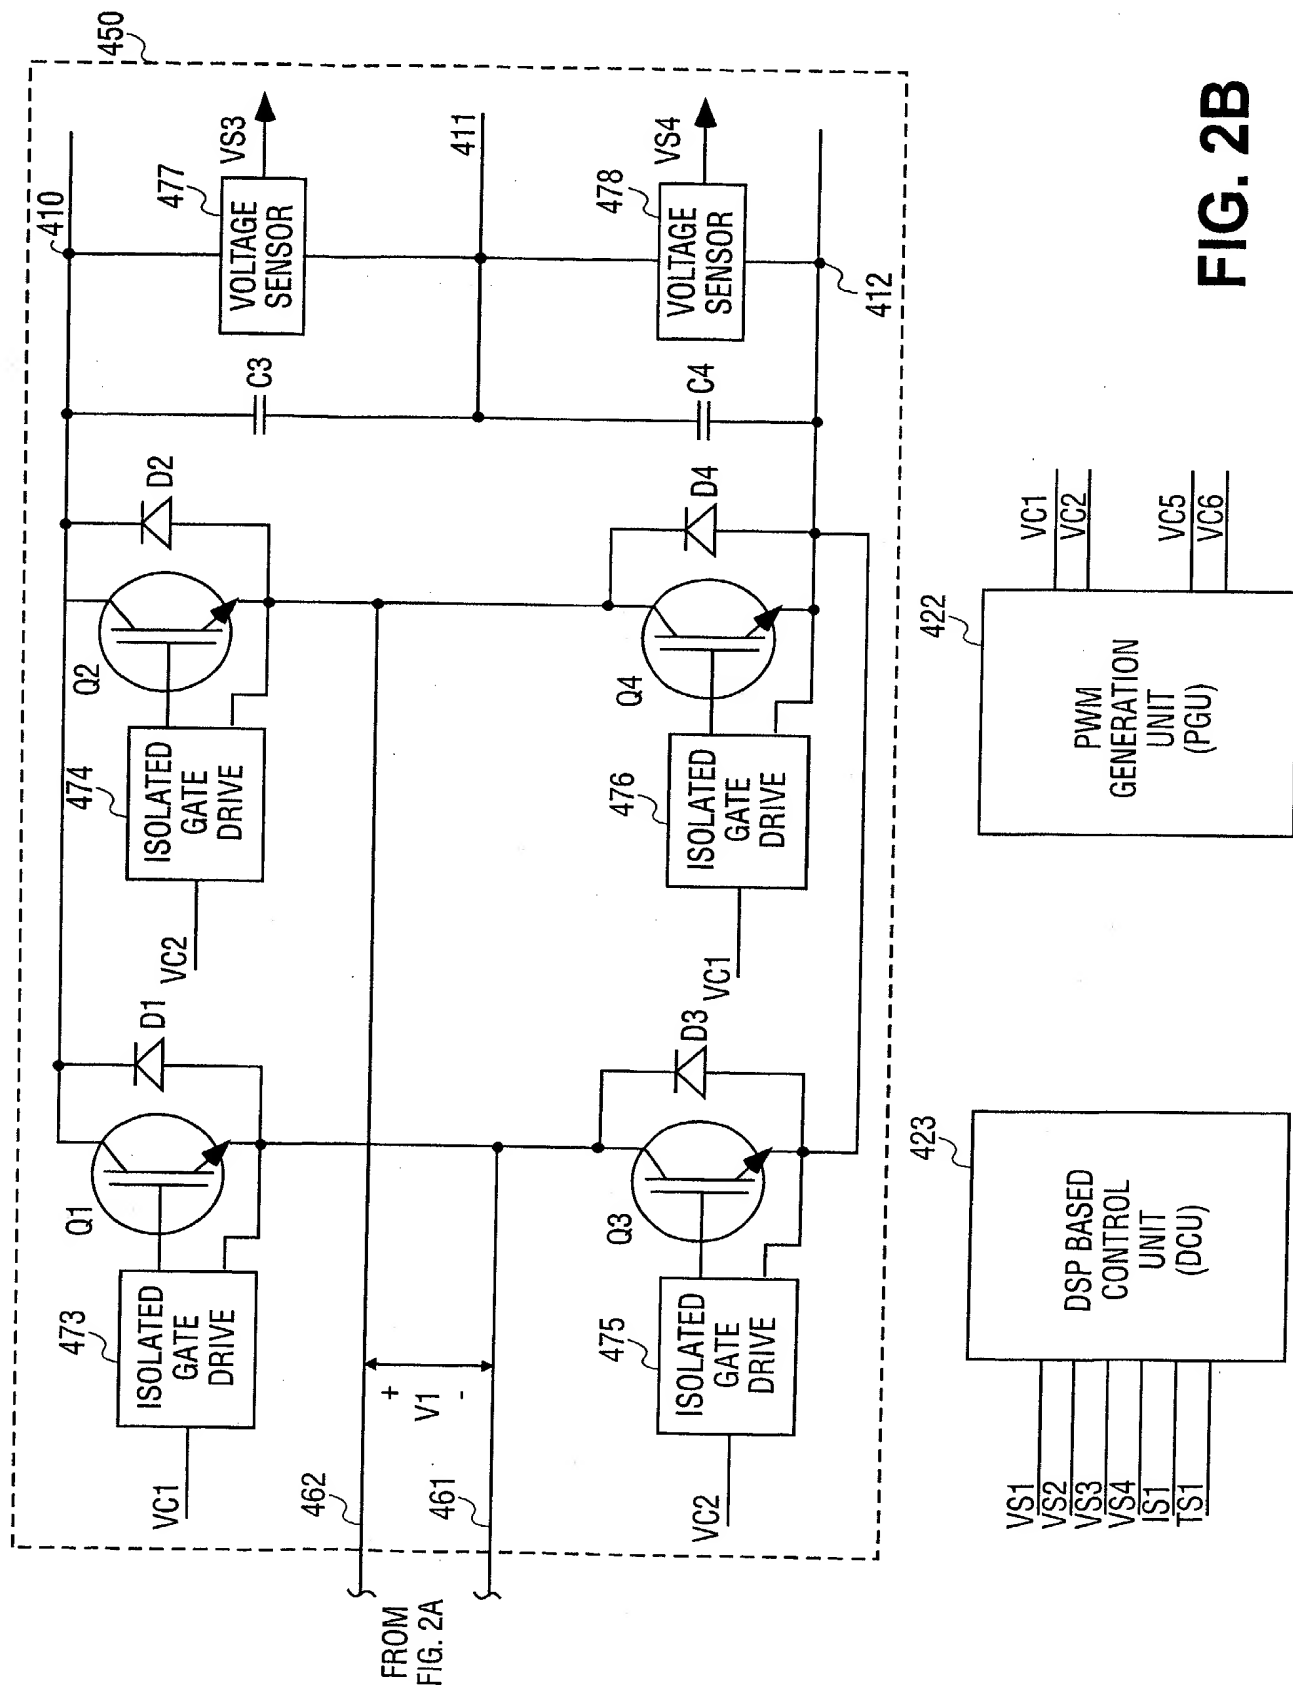 450
410
477
VOLTAGE
SENSOR
VS3
411
478
VOLTAGE
SENSOR
VS4
412
C3
C4
D2
Q2
474
ISOLATED
GATE
DRIVE
VC2
D4
Q4
476
ISOLATED
GATE
DRIVE
VC1
D1
Q1
473
ISOLATED
GATE
DRIVE
VC1
D3
Q3
475
ISOLATED
GATE
DRIVE
VC2
+
V1
-
462
461
FROM
FIG. 2A
423
DSP BASED
CONTROL
UNIT
(DCU)
VS1
VS2
VS3
VS4
IS1
TS1
422
PWM
GENERATION
UNIT
(PGU)
VC1
VC2
VC5
VC6
FIG. 2B